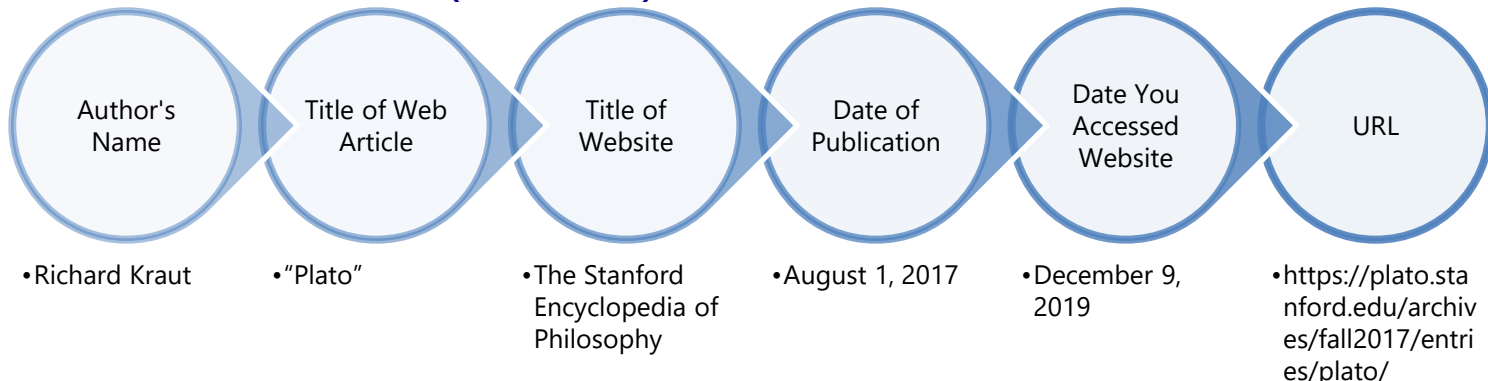 Author's
Name
Title of Web
Article
Title of
Website
Date of
Publication
Date You
Accessed
Website
URL
•Richard Kraut
•“Plato”
•The Stanford
Encyclopedia of
Philosophy
•August 1, 2017
•December 9,
2019
•https://plato.sta
nford.edu/archiv
es/fall2017/entri
es/plato/